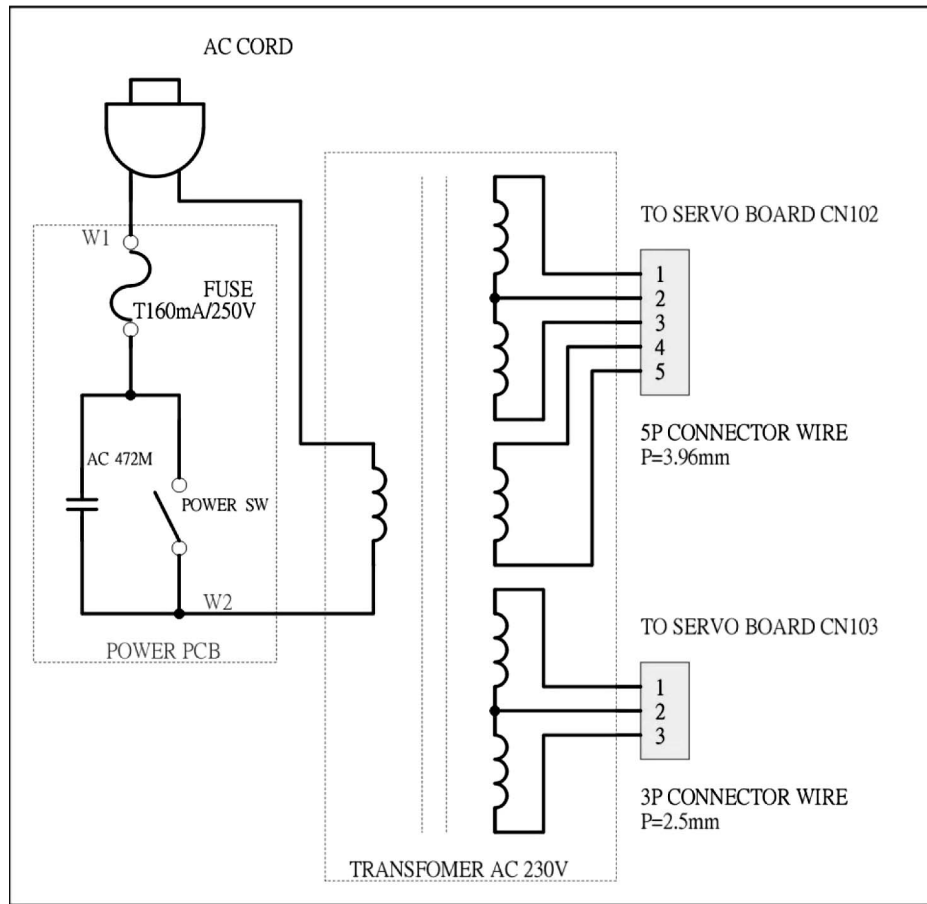 AC CORD
TO SERVO BOARD CN102
W1
FUSE
T160mA/250V
1
2
3
4
5
5P CONNECTOR WIRE
P=3.96mm
AC 472M
POWER SW
W2
POWER PCB
TO SERVO BOARD CN103
1
2
3
3P CONNECTOR WIRE
P=2.5mm
TRANSFOMER AC 230V